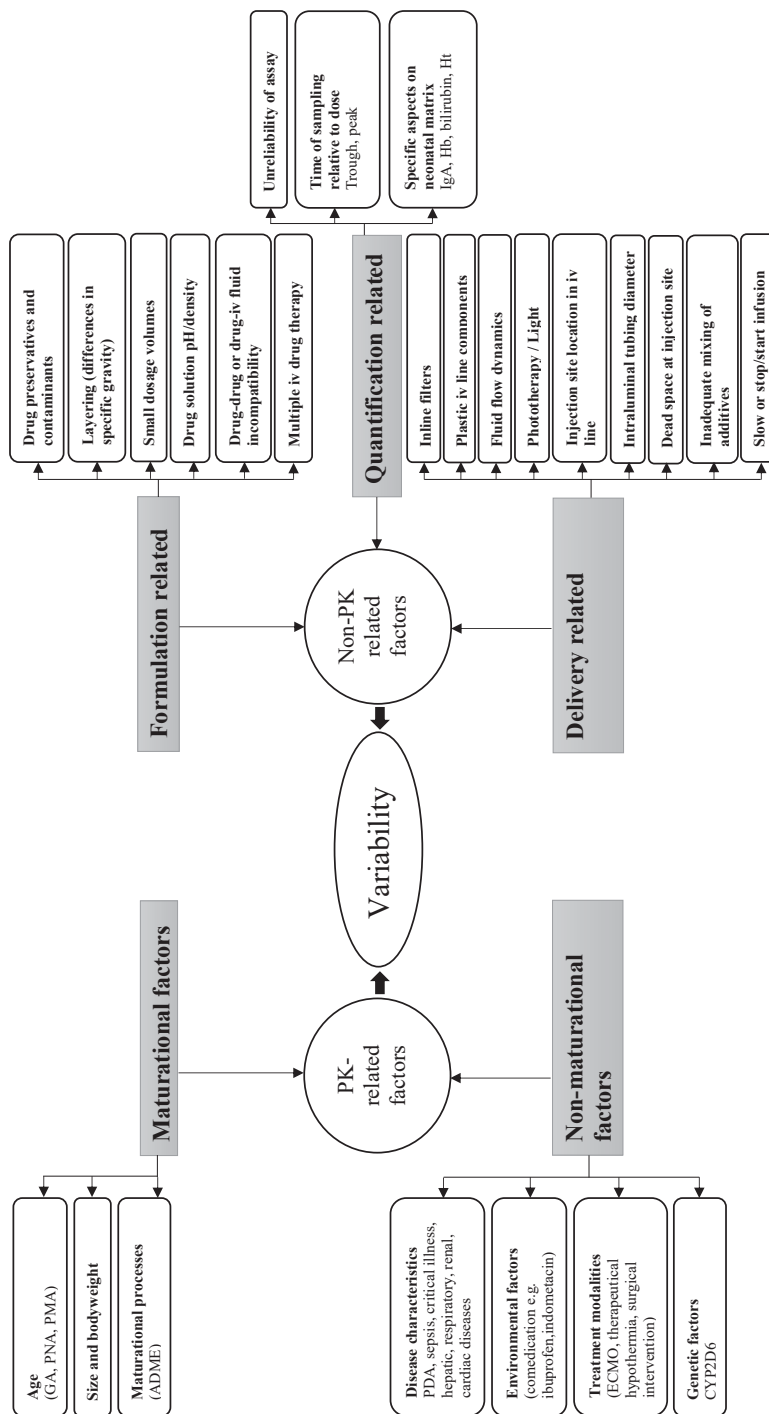 Age
(GA, PNA, PMA)
Size and bodyweight
Maturational processes
(ADME)
Maturational factors
Disease characteristics
PDA, sepsis, critical illness,
hepatic, respiratory, renal,
cardiac diseases
Environmental factors
(comedication e.g.
ibuprofen,indometacin)
Treatment modalities
(ECMO, therapeutical
hypothermia, surgical
intervention)
Genetic factors
CYP2D6
Non-maturational
factors
PK-
related
factors
Variability
Non-PK
related
factors
Formulation related
Drug preservatives and
contaminants
Layering (differences in
specific gravity)
Small dosage volumes
Drug solution pH/density
Drug-drug or drug-iv fluid
incompatibility
Multiple iv drug therapy
Quantification related
Unreliability of assay
Time of sampling
relative to dose
Trough, peak
Specific aspects on
neonatal matrix
IgA, Hb, bilirubin, Ht
Delivery related
Inline filters
Plastic iv line components
Fluid flow dynamics
Phototherapy / Light
Injection site location in iv
line
Intraluminal tubing diameter
Dead space at injection site
Inadequate mixing of
additives
Slow or stop/start infusion